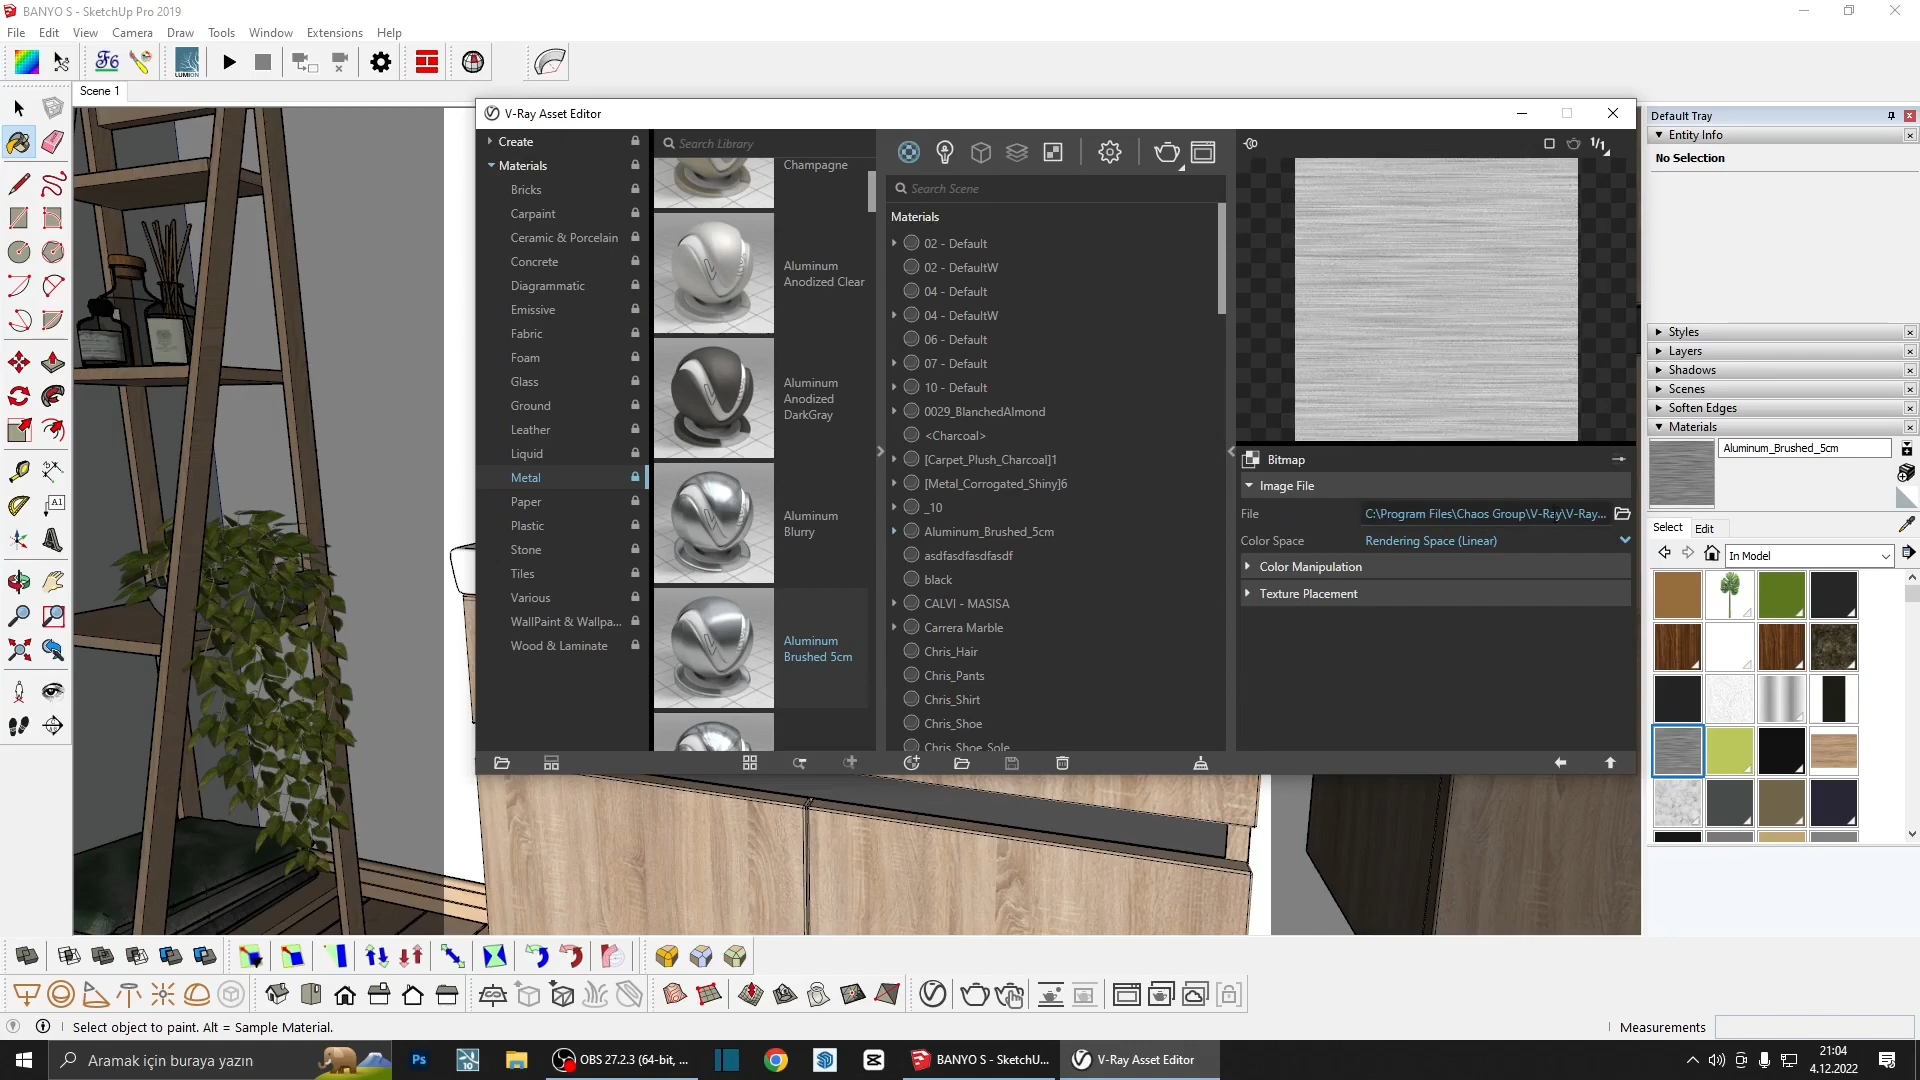 BANYO S - SketchUp Pro 2019
File Edit View Camera Draw Tools Window Extensions Help
LUMION
Scene 1
V-Ray Asset Editor
Create
Materials
Bricks
Carpaint
Ceramic & Porcelain
Concrete
Diagrammatic
Emissive
Fabric
Foam
Glass
Ground
Leather
Liquid
Metal
Paper
Plastic
Stone
Tiles
Various
WallPaint & Wallpa...
Wood & Laminate
Search Library
Champagne
Aluminum
Anodized Clear
Aluminum
Anodized
DarkGray
Aluminum
Blurry
Aluminum
Brushed 5cm
Search Scene
Materials
02 - Default
02 - DefaultW
04 - Default
04 - DefaultW
06 - Default
07 - Default
10 - Default
0029_BlanchedAlmond
<Charcoal>
[Carpet_Plush_Charcoal]1
[Metal_Corrogated_Shiny]6
_10
Aluminum_Brushed_5cm
asdfasdfasdfasdf
black
CALVI - MASISA
Carrera Marble
Chris_Hair
Chris_Pants
Chris_Shirt
Chris_Shoe
Chris_Shoe_Sole
1/1
Bitmap
Image File
File C:\Program Files\Chaos Group\V-Ray\V-Ray...
Color Space Rendering Space (Linear)
Color Manipulation
Texture Placement
Default Tray
Entity Info
No Selection
Styles
Layers
Shadows
Scenes
Soften Edges
Materials
Aluminum_Brushed_5cm
Select Edit
In Model
Select object to paint. Alt = Sample Material.
Measurements
Aramak için buraya yazın
Ps
10
OBS 27.2.3 (64-bit, ...
BANYO S - SketchU...
V-Ray Asset Editor
21:04
4.12.2022